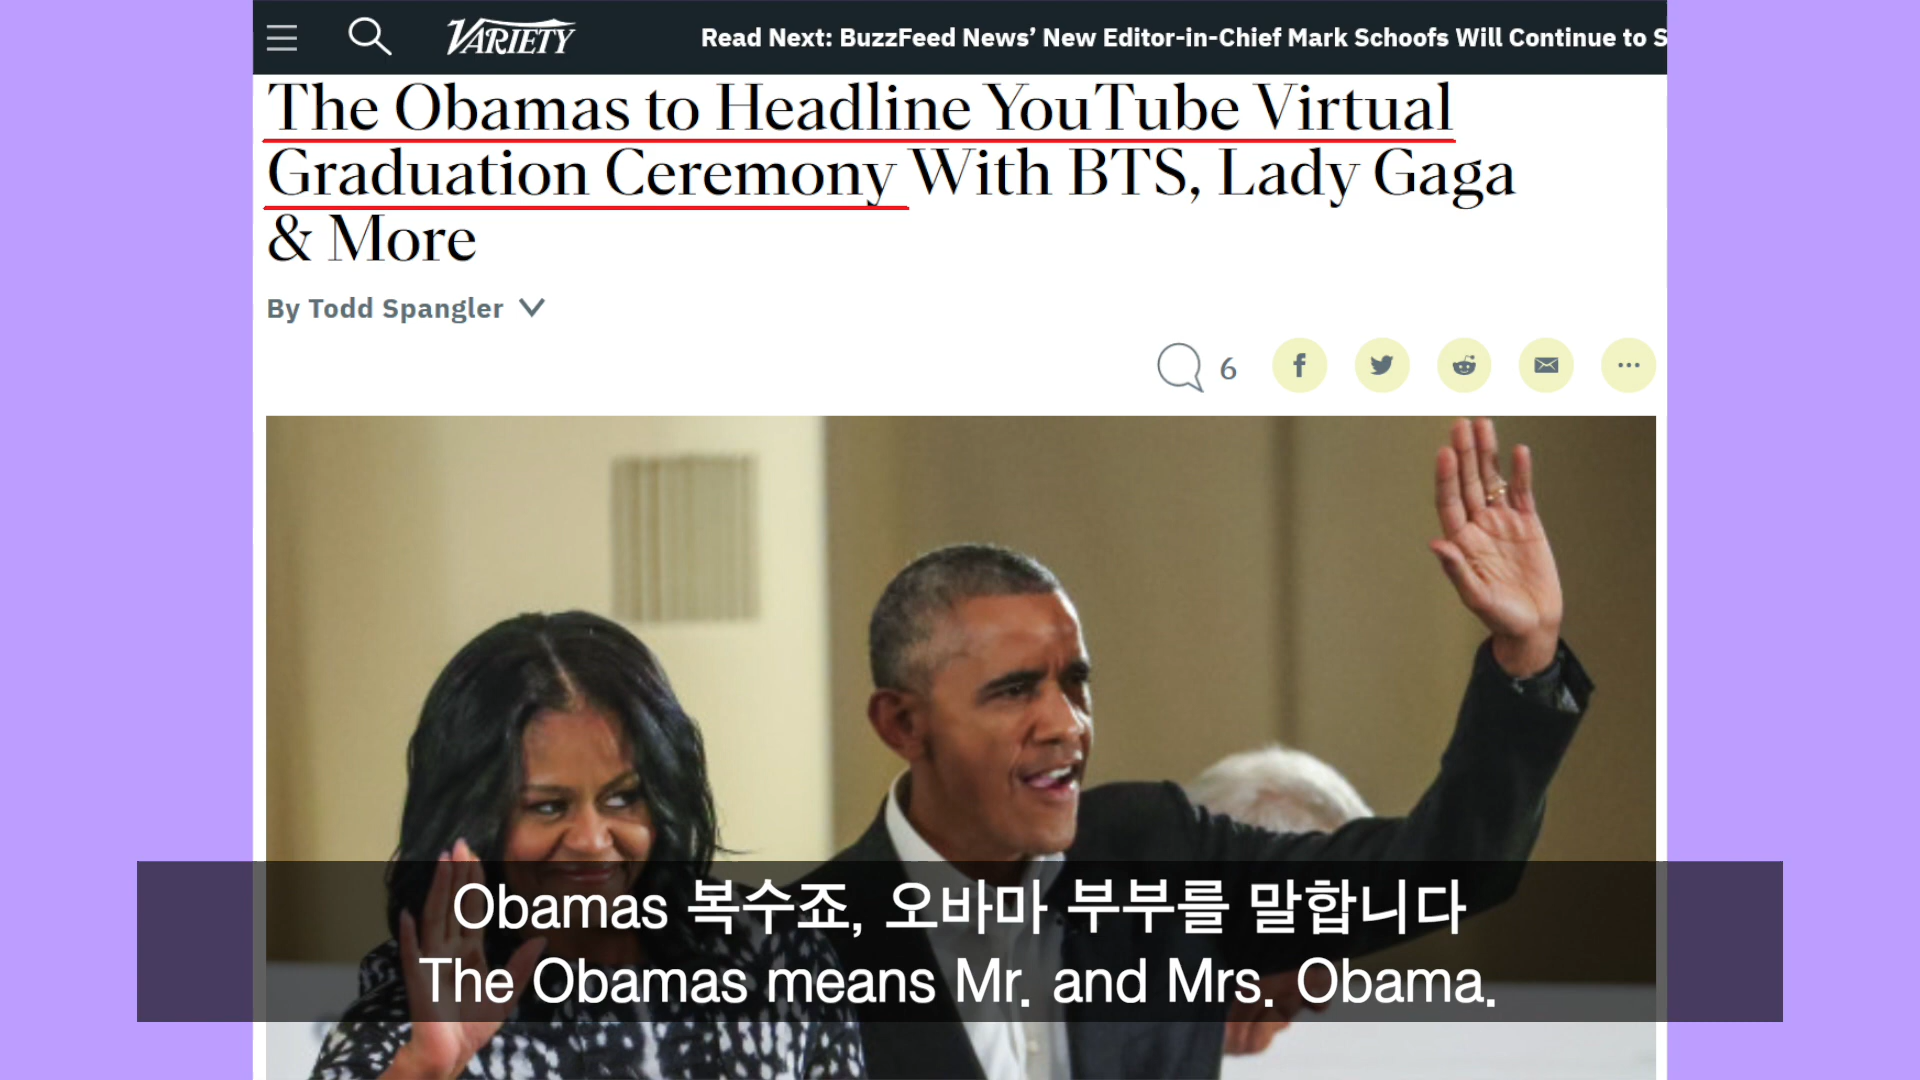 VARIETY
Read Next: BuzzFeed News’ New Editor-in-Chief Mark Schoofs Will Continue to S
The Obamas to Headline YouTube Virtual
Graduation Ceremony With BTS, Lady Gaga
& More
By Todd Spangler
6
Obamas 복수죠, 오바마 부부를 말합니다
The Obamas means Mr. and Mrs. Obama.